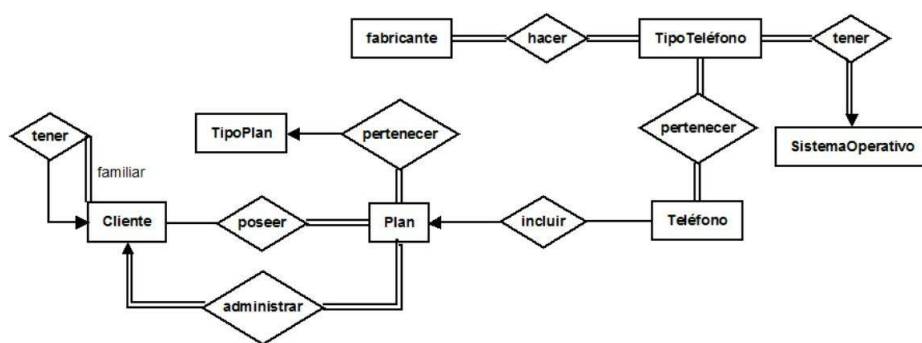 fabricante
hacer
TipoTeléfono
tener
tener
TipoPlan
pertenecer
pertenecer
SistemaOperativo
familiar
Cliente
poseer
Plan
incluir
Teléfono
administrar